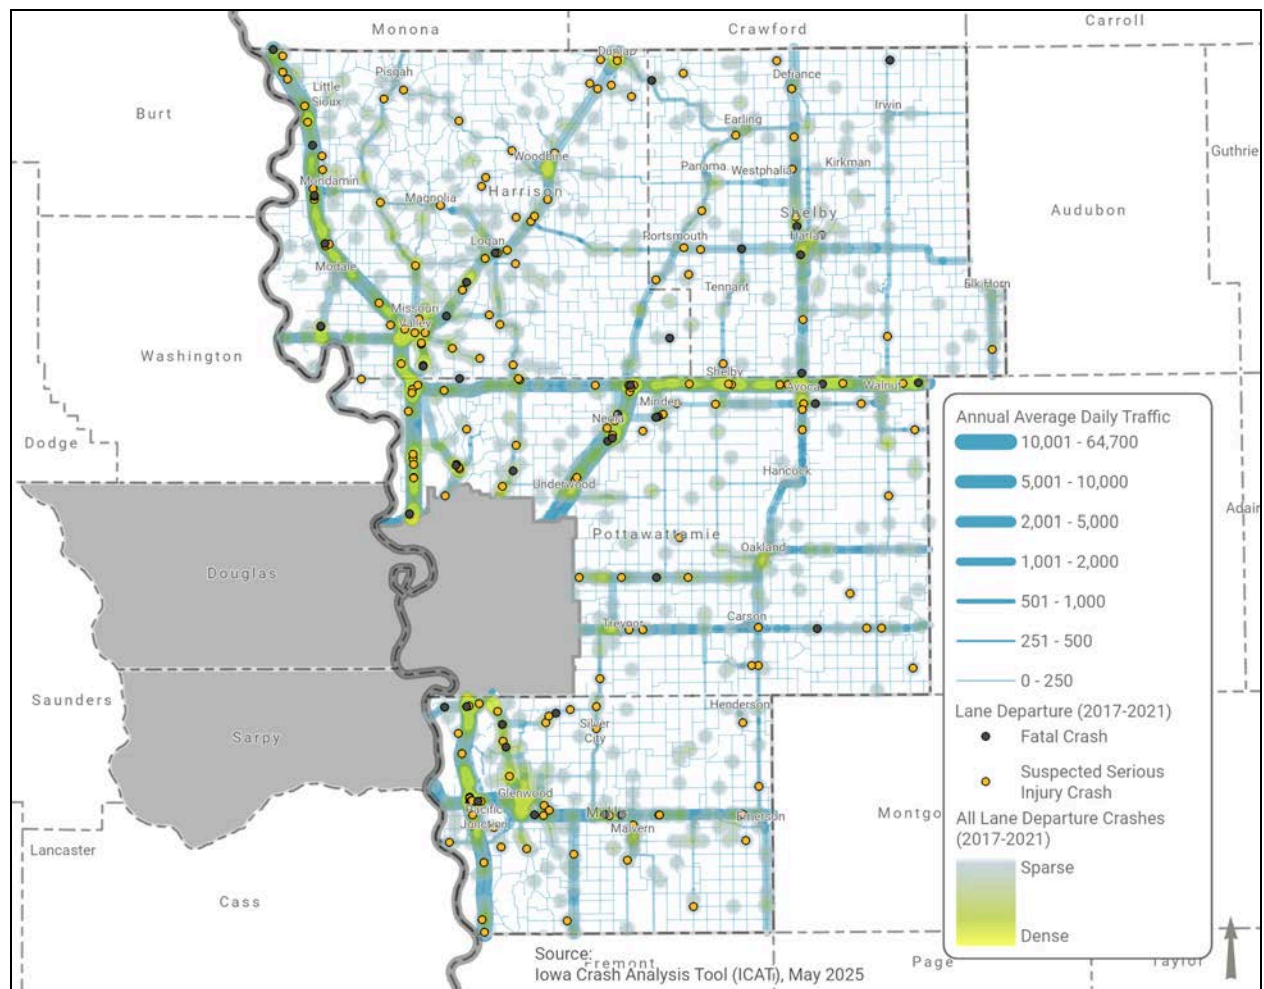 Carroll
Monona
Crawford
Dunlap
Pisgah
Defiance
Little
Sioux
Irwin
Burt
Earling
Guthrie
Woodbine
Panama
Westphalia
Kirkman
Mondamin
Harrison
Magnolia
Shelby
Audubon
Logan
Portsmouth
Harlan
Modale
Tennant
Elk Horn
Missouri
Valley
Washington
Shelby
Avoca
Walnut
Minden
Neola
Dodge
Hancock
Underwood
Adair
Pottawattamie
Oakland
Douglas
Carson
Treynor
Saunders
Henderson
Silver
City
Sarpy
Glenwood
Pacific
Junction
Mills
Emerson
Malvern
Montgo
Lancaster
Cass
Fremont
Page
Taylor
Annual Average Daily Traffic
10,001 - 64,700
5,001 - 10,000
2,001 - 5,000
1,001 - 2,000
501 - 1,000
251 - 500
0 - 250
Lane Departure (2017-2021)
Fatal Crash
Suspected Serious
Injury Crash
All Lane Departure Crashes
(2017-2021)
Sparse
Dense
Source:
Iowa Crash Analysis Tool (ICAT), May 2025